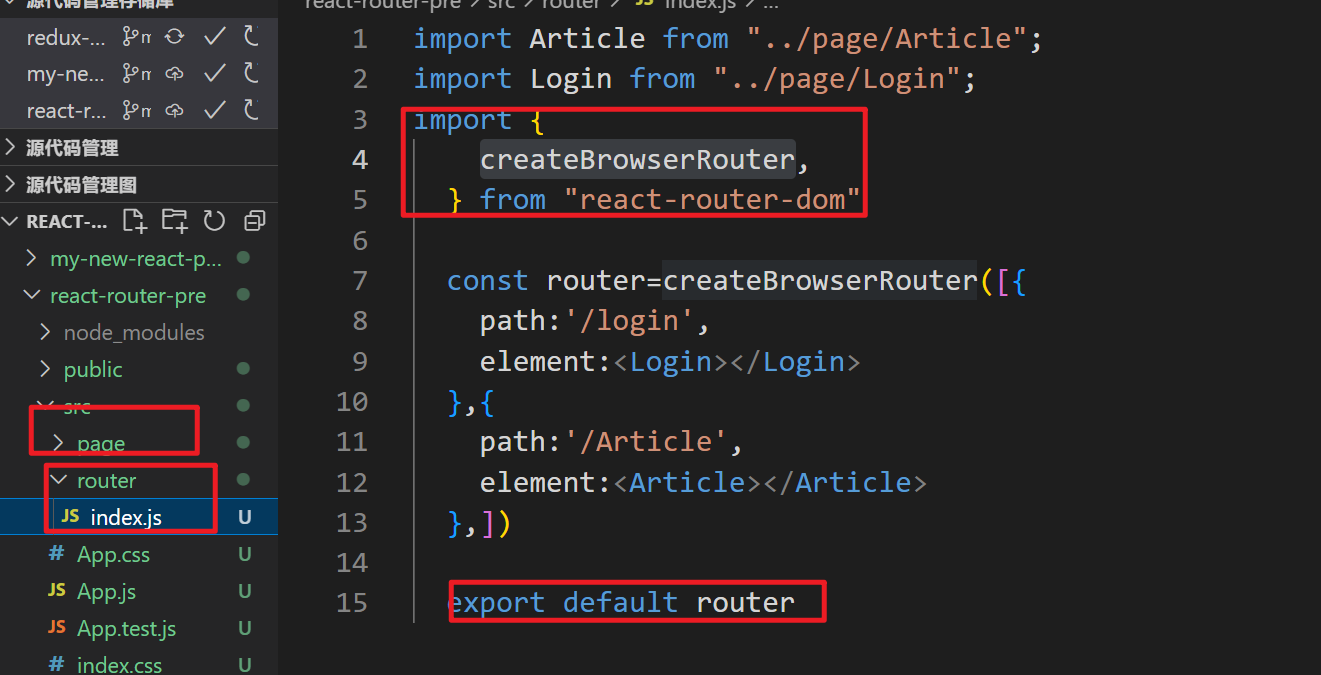 源代码管理存储库
redux-...
my-ne...
react-r...
源代码管理
源代码管理图
REACT-...
my-new-react-p...
react-router-pre
node_modules
public
src
page
router
JS index.js U
# App.css U
JS App.js U
JS App.test.js U
# index.css U
react-router-pre > src > router > JS index.js > ...
1 import Article from "../page/Article";
2 import Login from "../page/Login";
3 import {
4 createBrowserRouter,
5 } from "react-router-dom"
6
7 const router=createBrowserRouter([{
8 path:'/login',
9 element:<Login></Login>
10 },{
11 path:'/Article',
12 element:<Article></Article>
13 },])
14
15 export default router